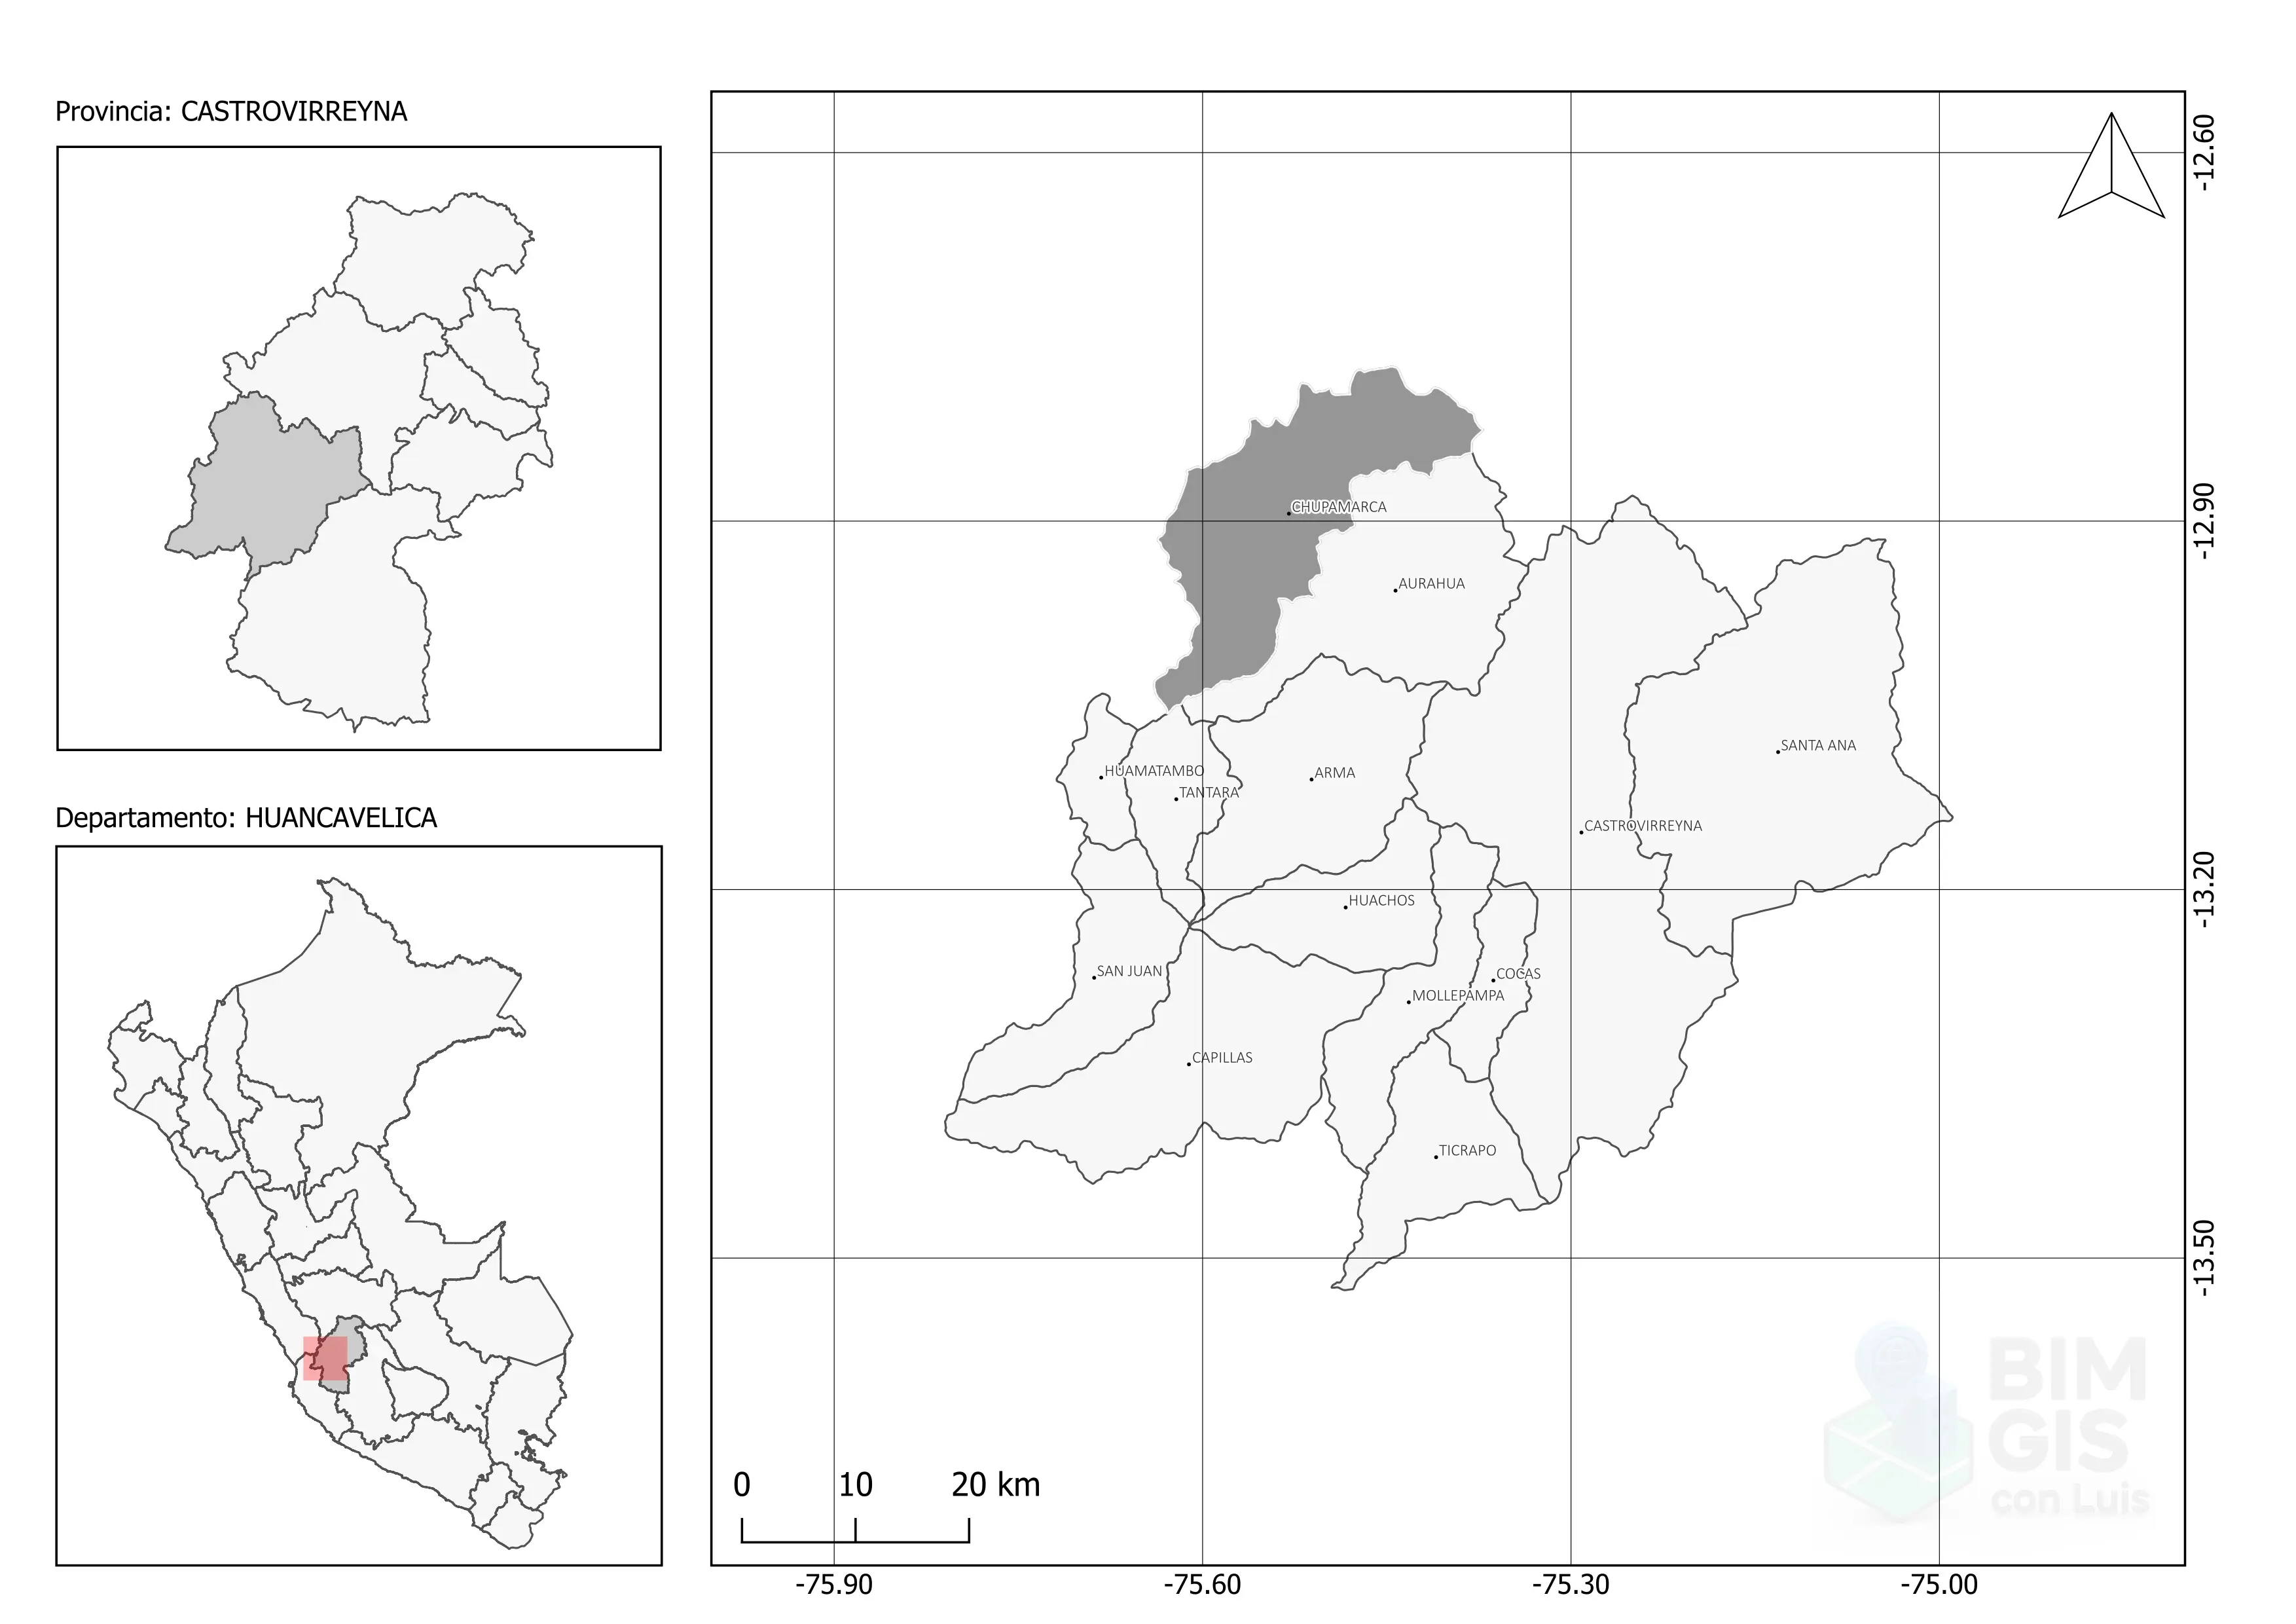 Provincia: CASTROVIRREYNA
Departamento: HUANCAVELICA
CHUPAMARCA
AURAHUA
SANTA ANA
HUAMATAMBO
ARMA
TANTARA
CASTROVIRREYNA
HUACHOS
SAN JUAN
COCAS
MOLLEPAMPA
CAPILLAS
TICRAPO
-12.60
-12.90
-13.20
-13.50
BIM
GIS
con Luis
0 10 20 km
-75.90 -75.60 -75.30 -75.00